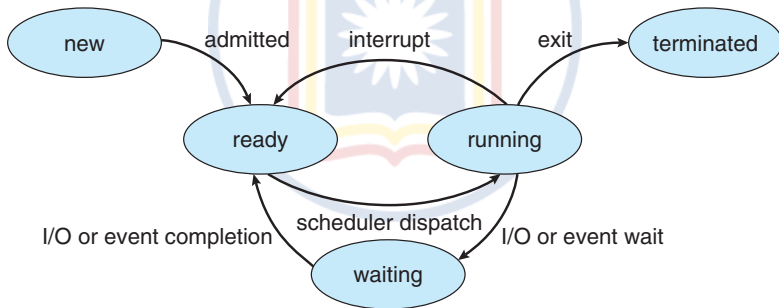 new
admitted
interrupt
exit
terminated
ready
running
scheduler dispatch
I/O or event completion
I/O or event wait
waiting